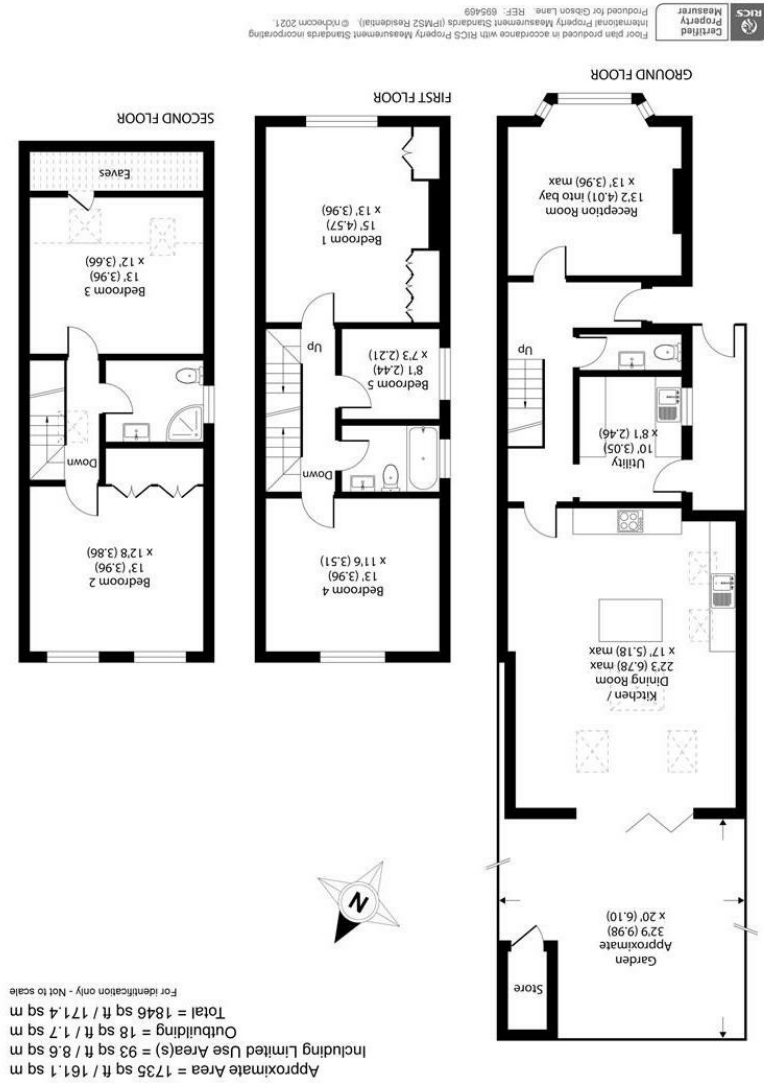 Approximate Area = 1735 sq ft / 161.1 sq m
Including Limited Use Area(s) = 93 sq ft / 8.6 sq m
Outbuilding = 18 sq ft / 1.7 sq m
Total = 1846 sq ft / 171.4 sq m
For identification only - Not to scale
Store
Garden
Approximate
32'9 (9.98)
x 20' (6.10)
N
Kitchen /
Dining Room
22'3 (6.78) max
x 17' (5.18) max
Utility
10' (3.05)
x 8'1 (2.46)
Up
Reception Room
13'2 (4.01) into bay
x 13' (3.96) max
GROUND FLOOR
Bedroom 4
13' (3.96)
x 11'6 (3.51)
Down
Bedroom 5
8'1 (2.44)
x 7'3 (2.21)
Up
Bedroom 1
15' (4.57)
x 13' (3.96)
FIRST FLOOR
Bedroom 2
13' (3.96)
x 12'8 (3.86)
Down
Bedroom 3
13' (3.96)
x 12' (3.66)
Eaves
SECOND FLOOR
RICS
Certified
Property
Measurer
Floor plan produced in accordance with RICS Property Measurement Standards incorporating
International Property Measurement Standards (IPMS2 Residential). © nichecom 2021.
Produced for Gibson Lane. REF: 695469